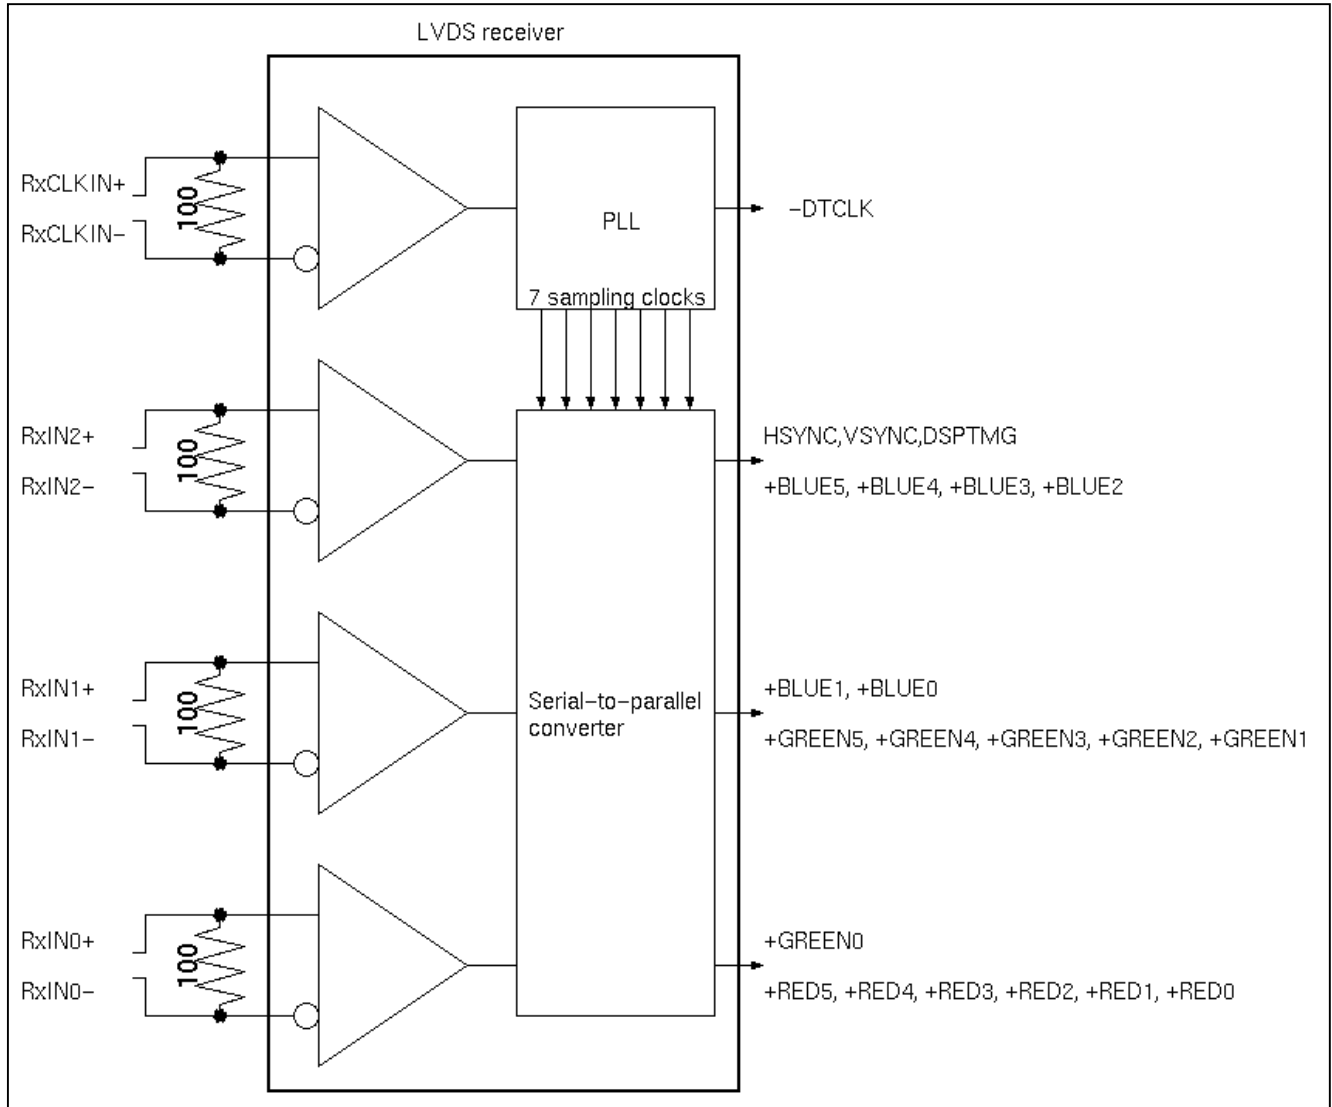 LVDS receiver
RxCLKIN+
RxCLKIN−
100
PLL
−DTCLK
7 sampling clocks
RxIN2+
RxIN2−
100
HSYNC,VSYNC,DSPTMG
+BLUE5, +BLUE4, +BLUE3, +BLUE2
RxIN1+
RxIN1−
100
Serial−to−parallel
converter
+BLUE1, +BLUE0
+GREEN5, +GREEN4, +GREEN3, +GREEN2, +GREEN1
RxIN0+
RxIN0−
100
+GREEN0
+RED5, +RED4, +RED3, +RED2, +RED1, +RED0